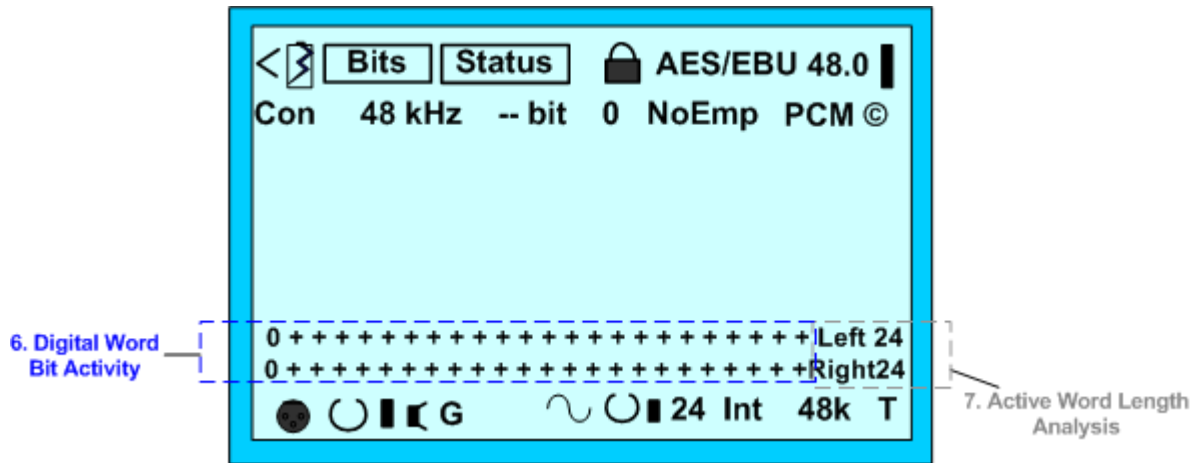 < Bits Status AES/EBU 48.0
Con 48 kHz -- bit 0 NoEmp PCM ©
0 + + + + + + + + + + + + + + + + + + + + + + + Left 24
0 + + + + + + + + + + + + + + + + + + + + + + + Right24
G 24 Int 48k T
6. Digital Word
Bit Activity
7. Active Word Length
Analysis